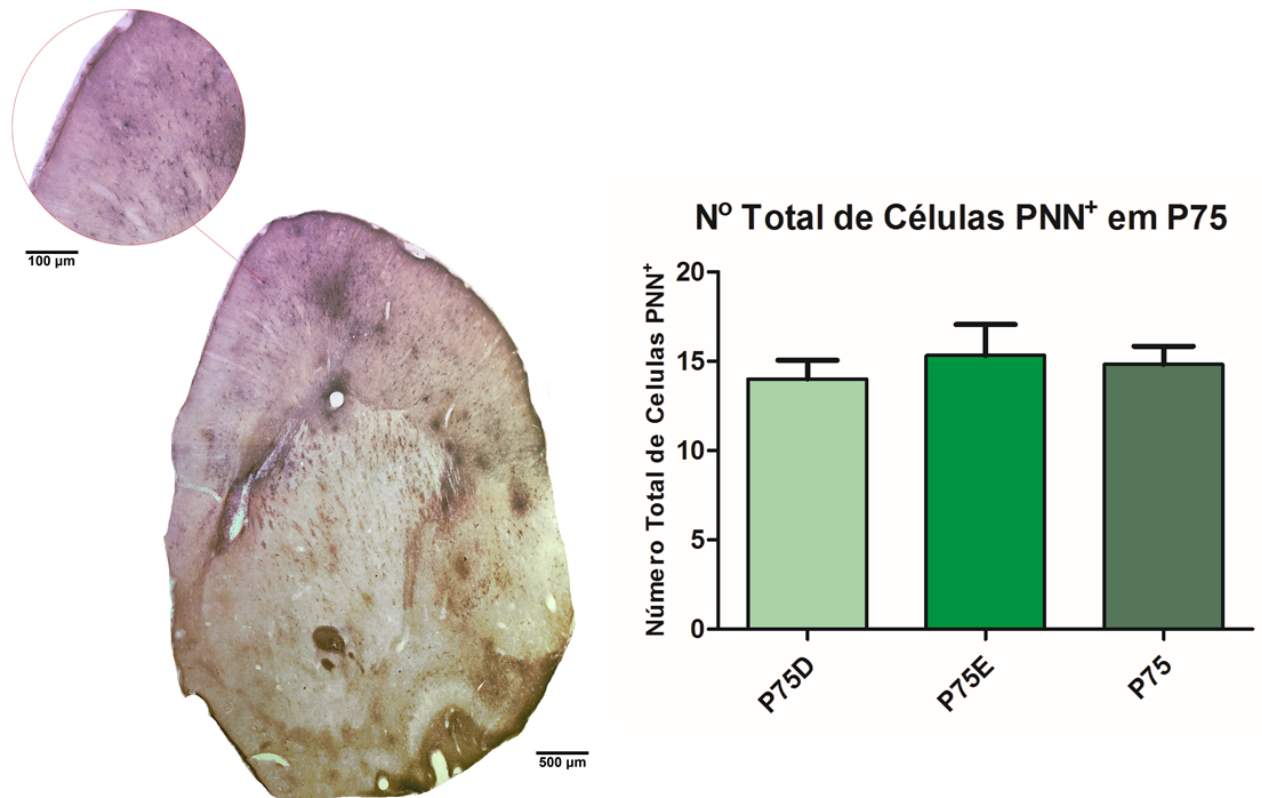 100 µm
500 µm
Nº Total de Células PNN⁺ em P75
Número Total de Celulas PNN⁺
20
15
10
5
0
P75D
P75E
P75